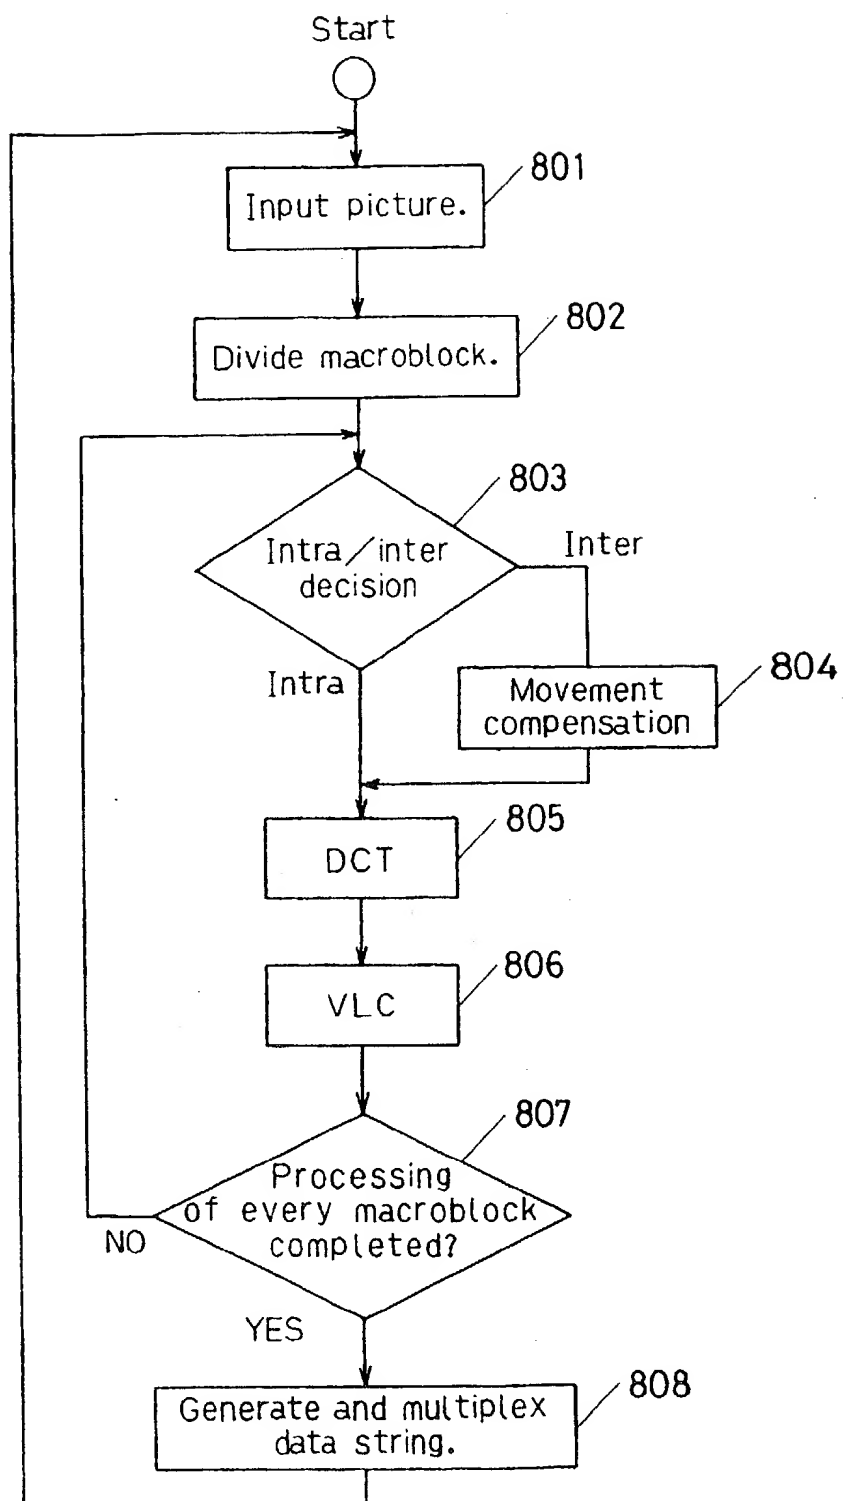 Start
801
Input picture.
802
Divide macroblock.
803
Intra/inter
decision
Inter
Intra
804
Movement
compensation
805
DCT
806
VLC
807
Processing
of every macroblock
completed?
NO
YES
808
Generate and multiplex
data string.